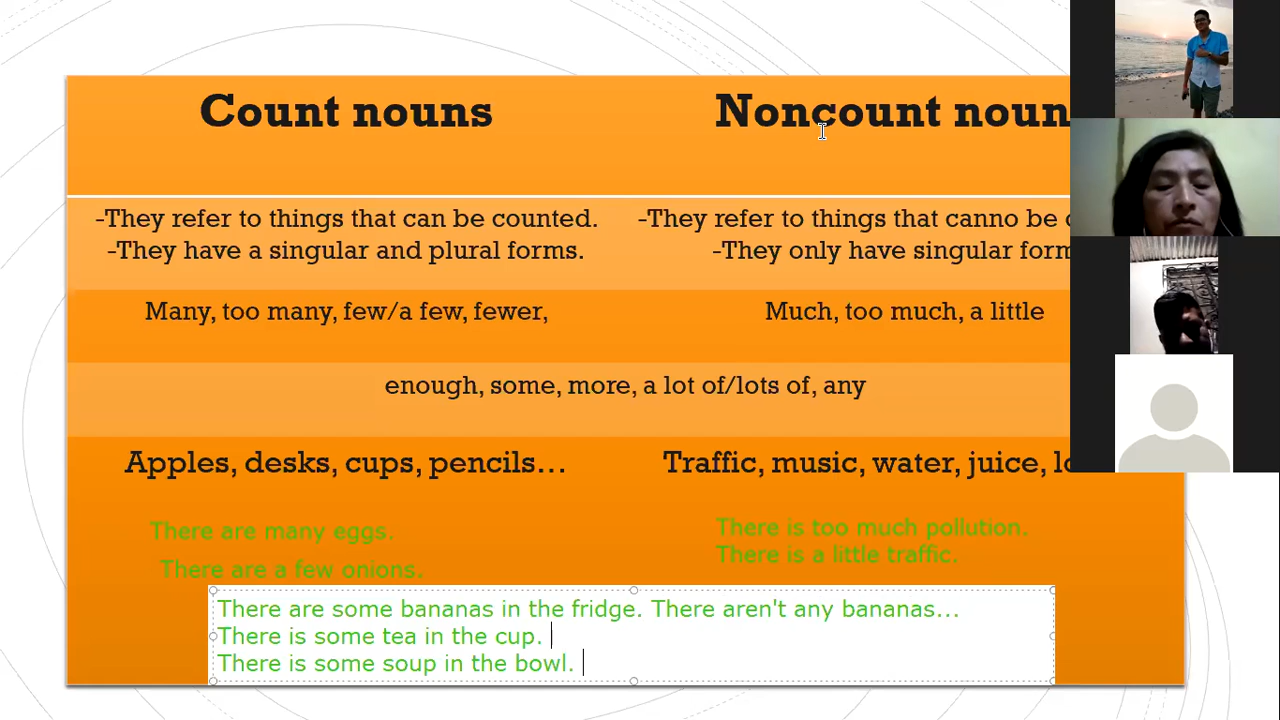 Count nouns
Noncount noun
-They refer to things that can be counted.
-They have a singular and plural forms.
-They refer to things that canno be
-They only have singular form
Many, too many, few/a few, fewer,
Much, too much, a little
enough, some, more, a lot of/lots of, any
Apples, desks, cups, pencils…
Traffic, music, water, juice,
There are many eggs.
There are a few onions.
There is too much pollution.
There is a little traffic.
There are some bananas in the fridge. There aren't any bananas…
There is some tea in the cup.
There is some soup in the bowl.